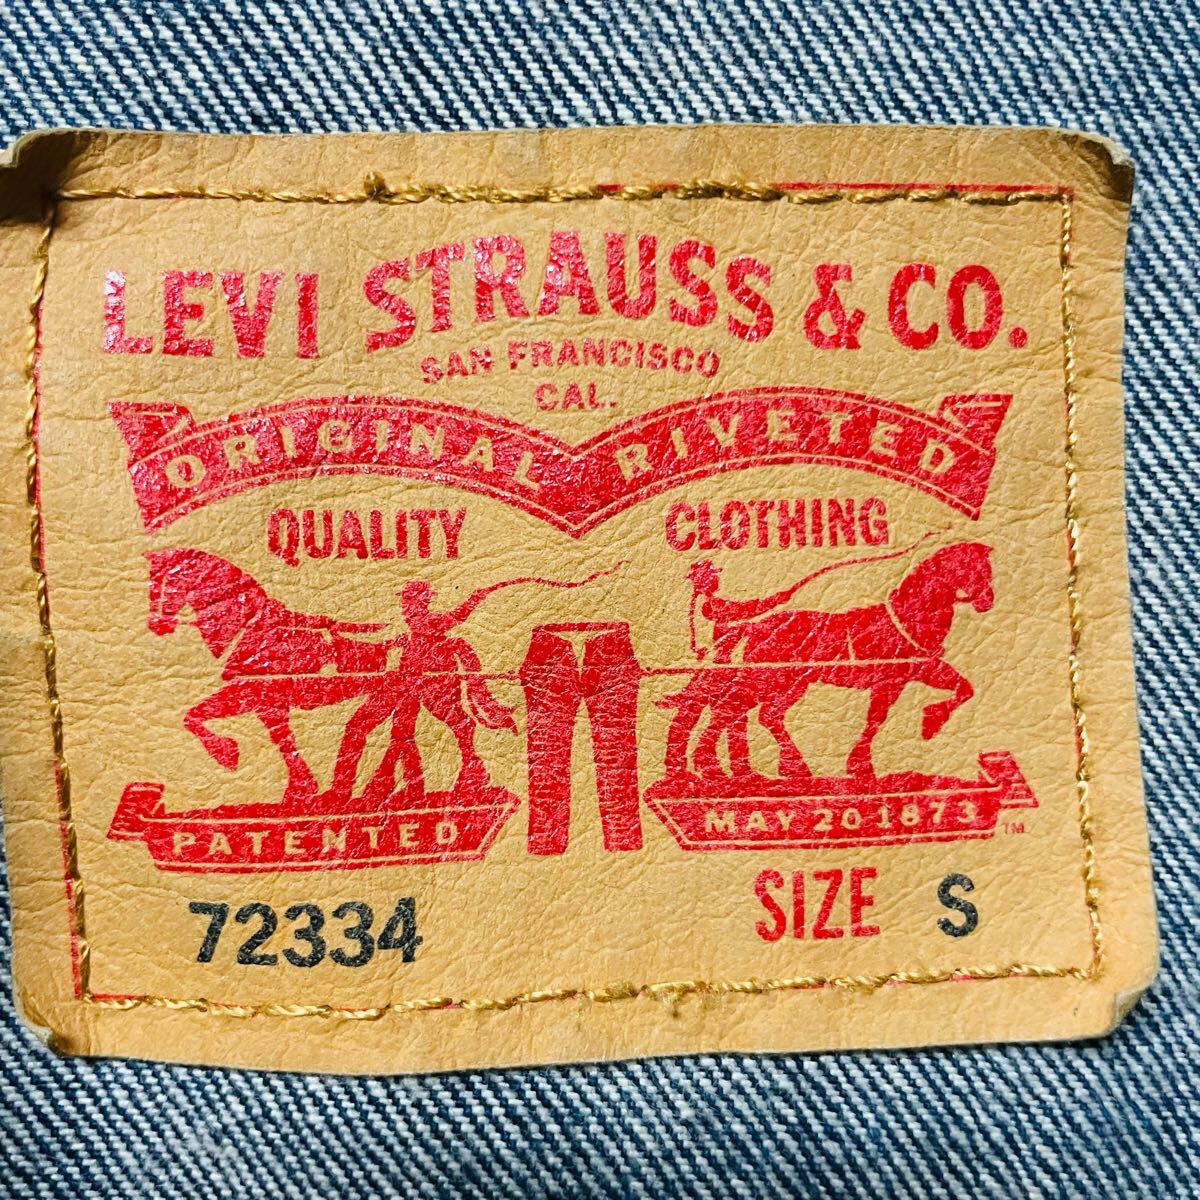 LEVI STRAUSS & CO.
SAN FRANCISCO
CAL.
ORIGINAL RIVETED
QUALITY CLOTHING
PATENTED MAY 20 1873 TM
72334 SIZE S